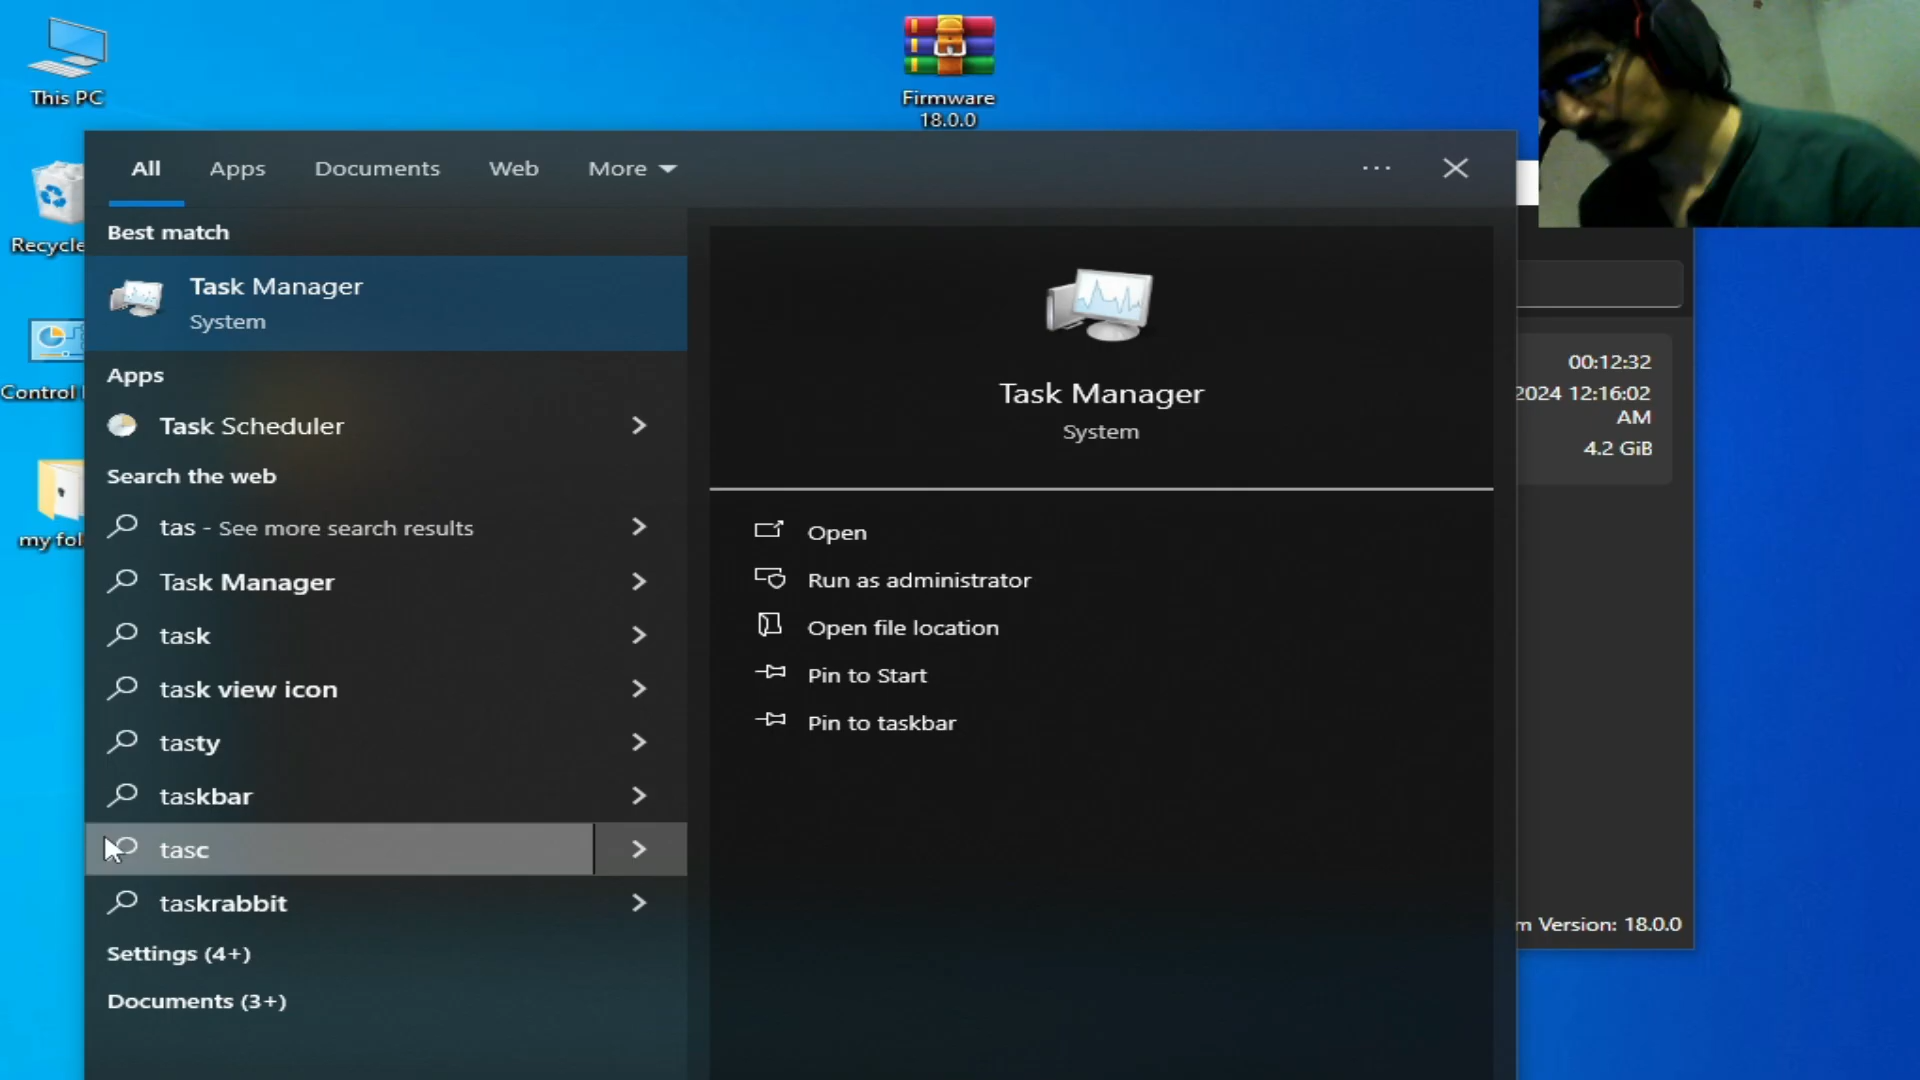 This PC
Firmware
18.0.0
All
Apps
Documents
Web
More
Recycle
Best match
Task Manager
System
Control
Apps
Task Scheduler
Search the web
my fol
tas - See more search results
Task Manager
task
task view icon
tasty
taskbar
tasc
taskrabbit
Settings (4+)
Documents (3+)
Task Manager
System
Open
Run as administrator
Open file location
Pin to Start
Pin to taskbar
00:12:32
2024 12:16:02
AM
4.2 GiB
m Version: 18.0.0